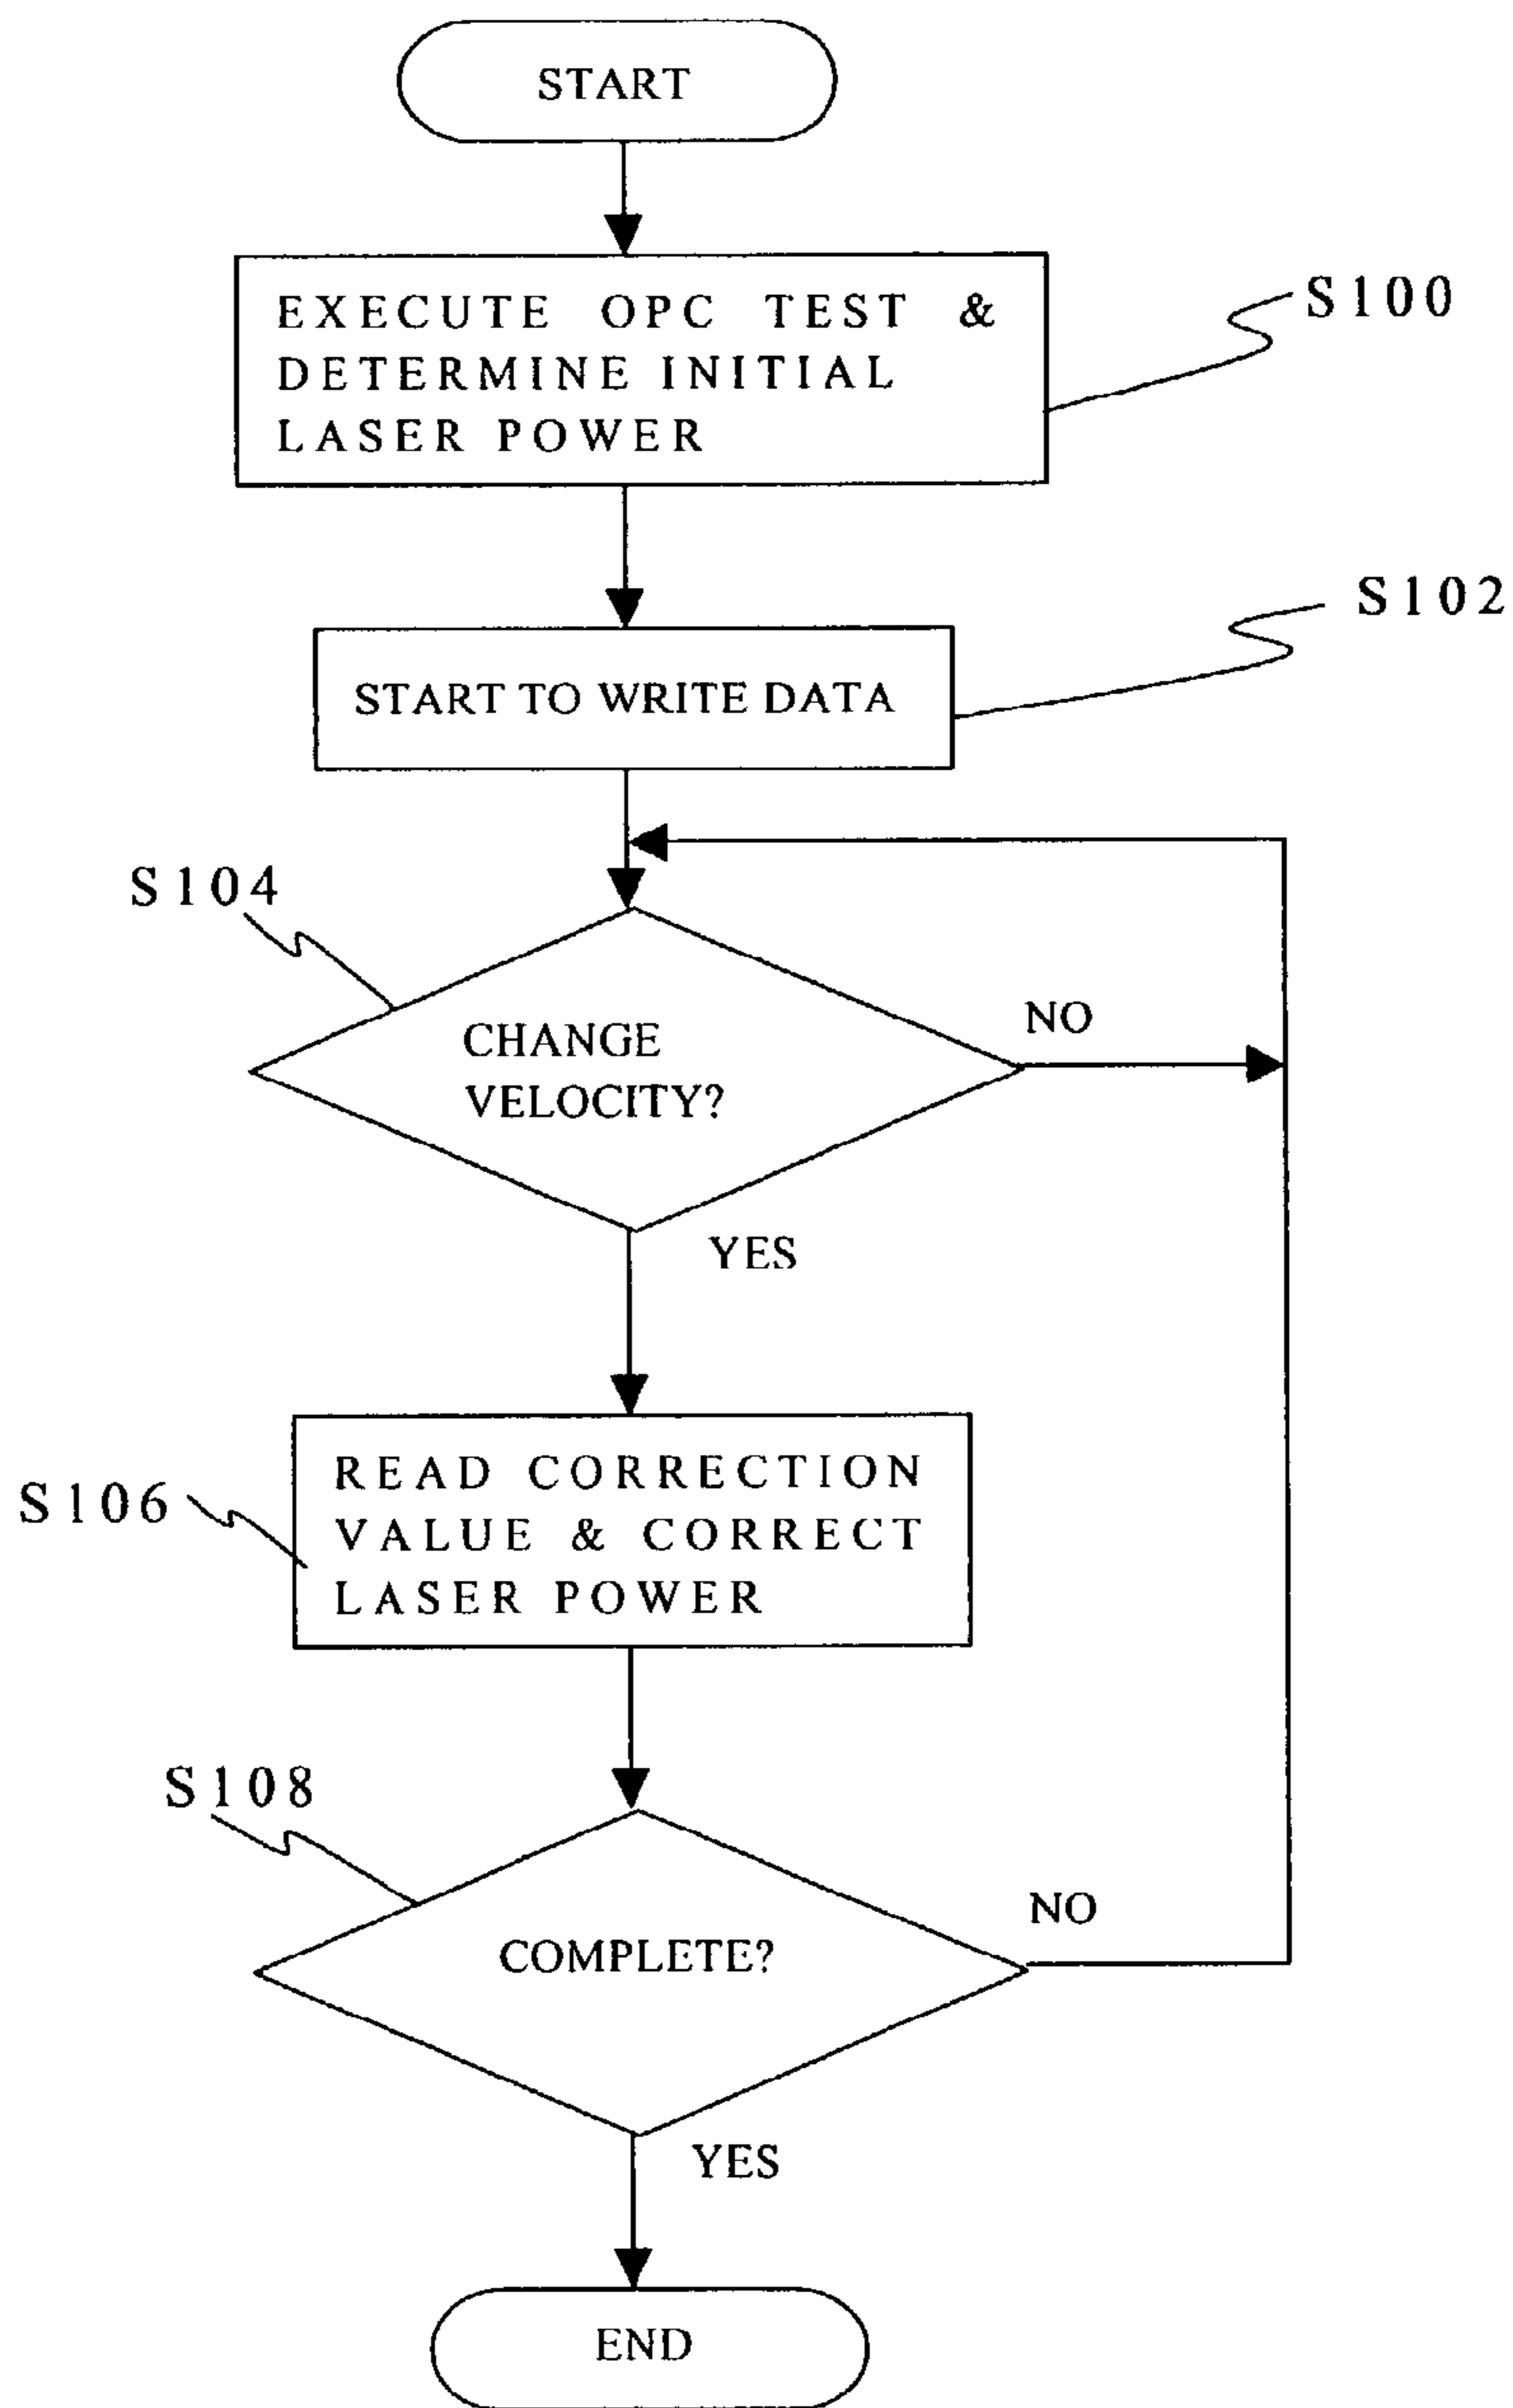 START
EXECUTE OPC TEST &
DETERMINE INITIAL
LASER POWER
S100
START TO WRITE DATA
S102
S104
CHANGE
VELOCITY?
NO
YES
READ CORRECTION
VALUE & CORRECT
LASER POWER
S106
S108
COMPLETE?
NO
YES
END